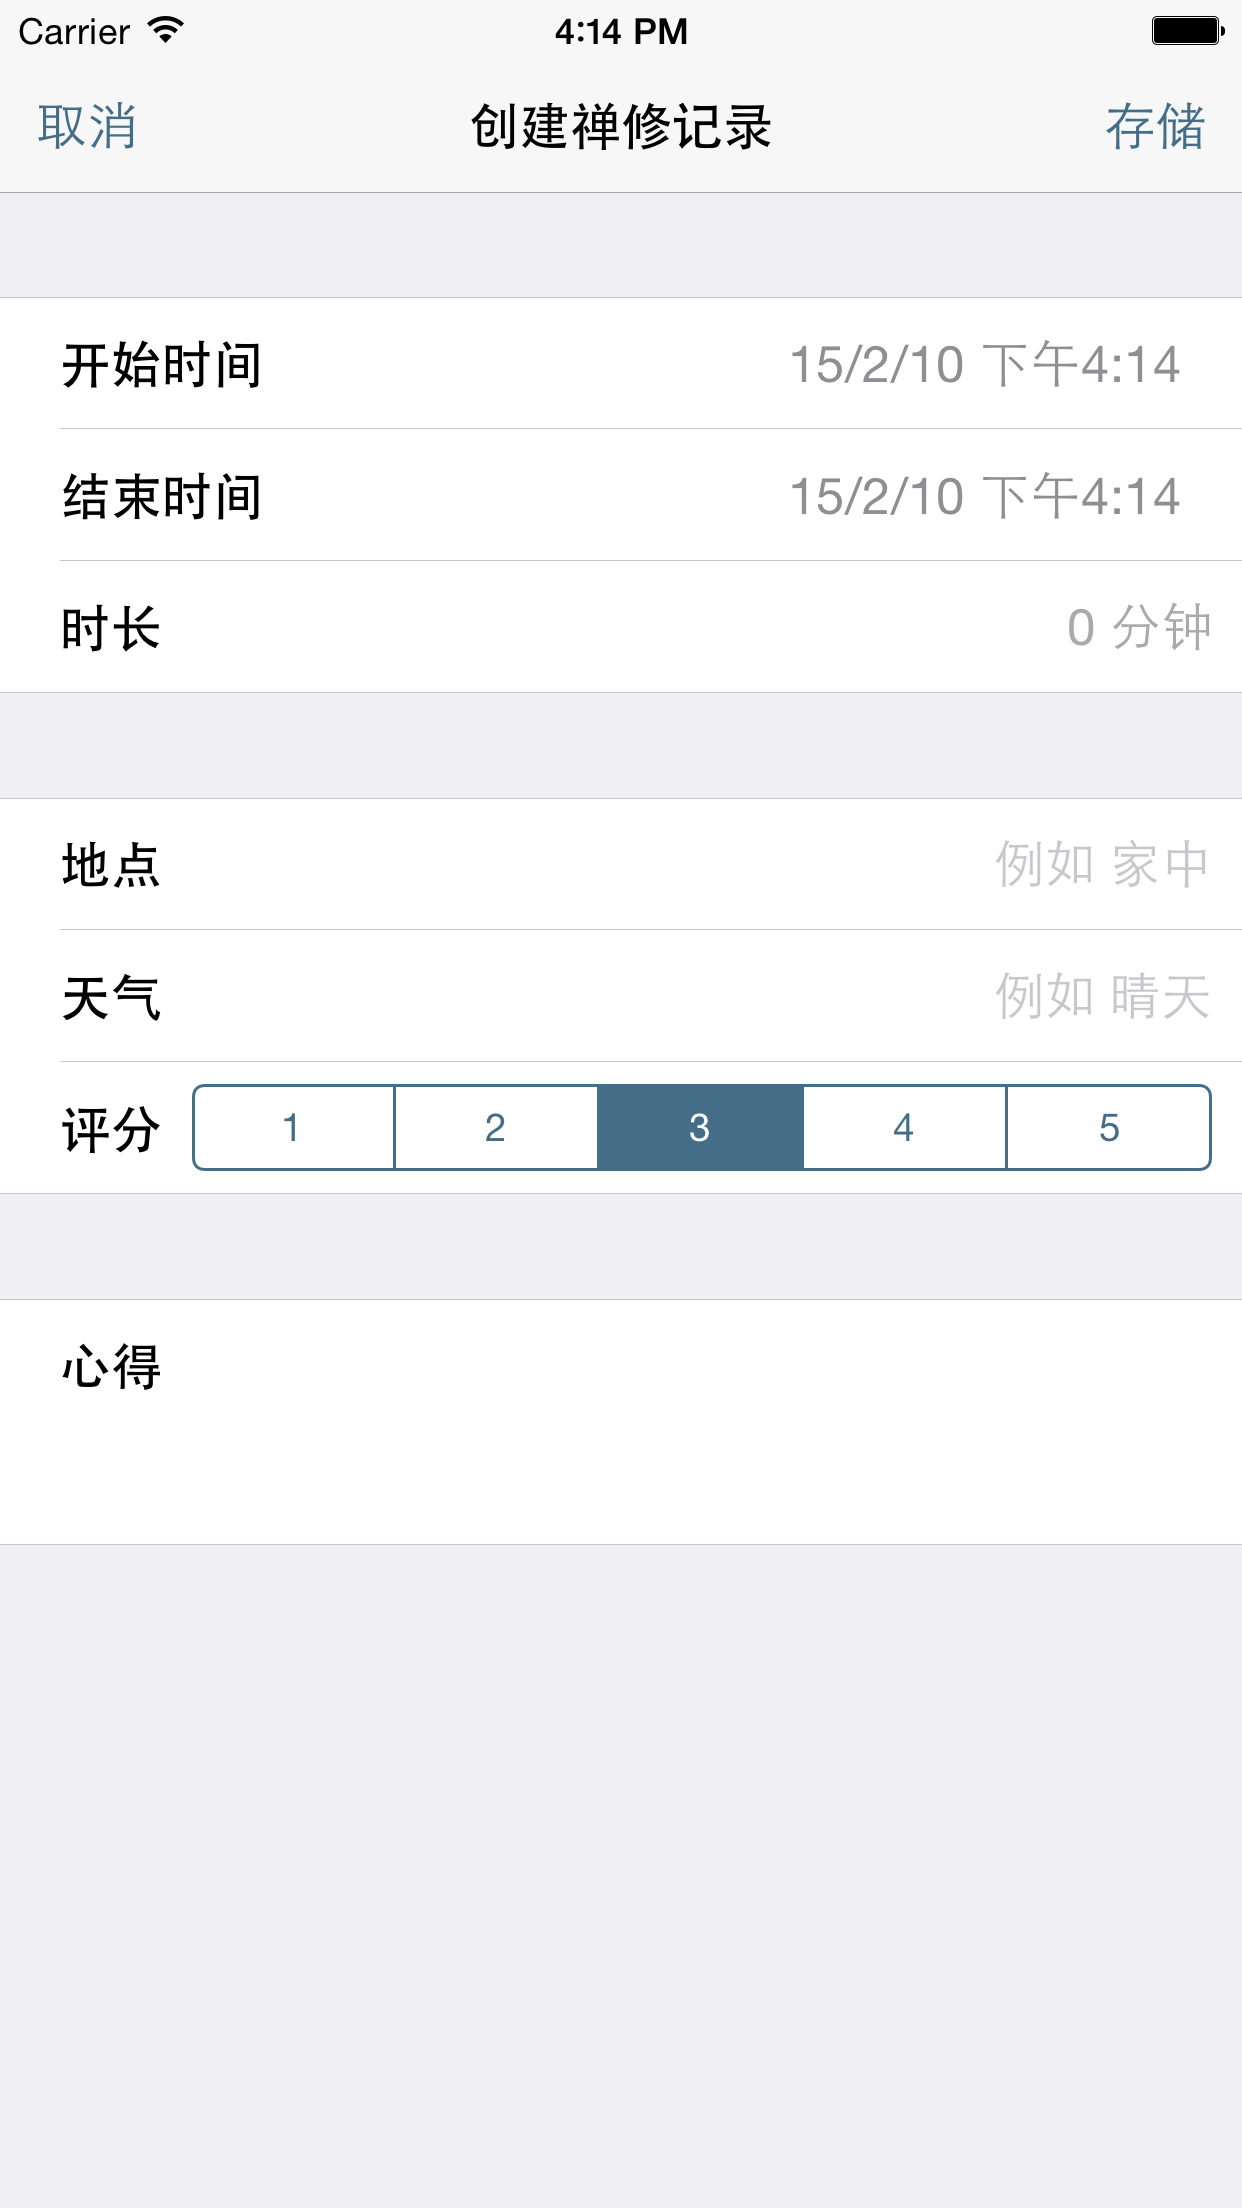 Carrier 4:14 PM
取消 创建禅修记录 存储
开始时间 15/2/10 下午4:14
结束时间 15/2/10 下午4:14
时长 0 分钟
地点 例如 家中
天气 例如 晴天
评分 1 2 3 4 5
心得